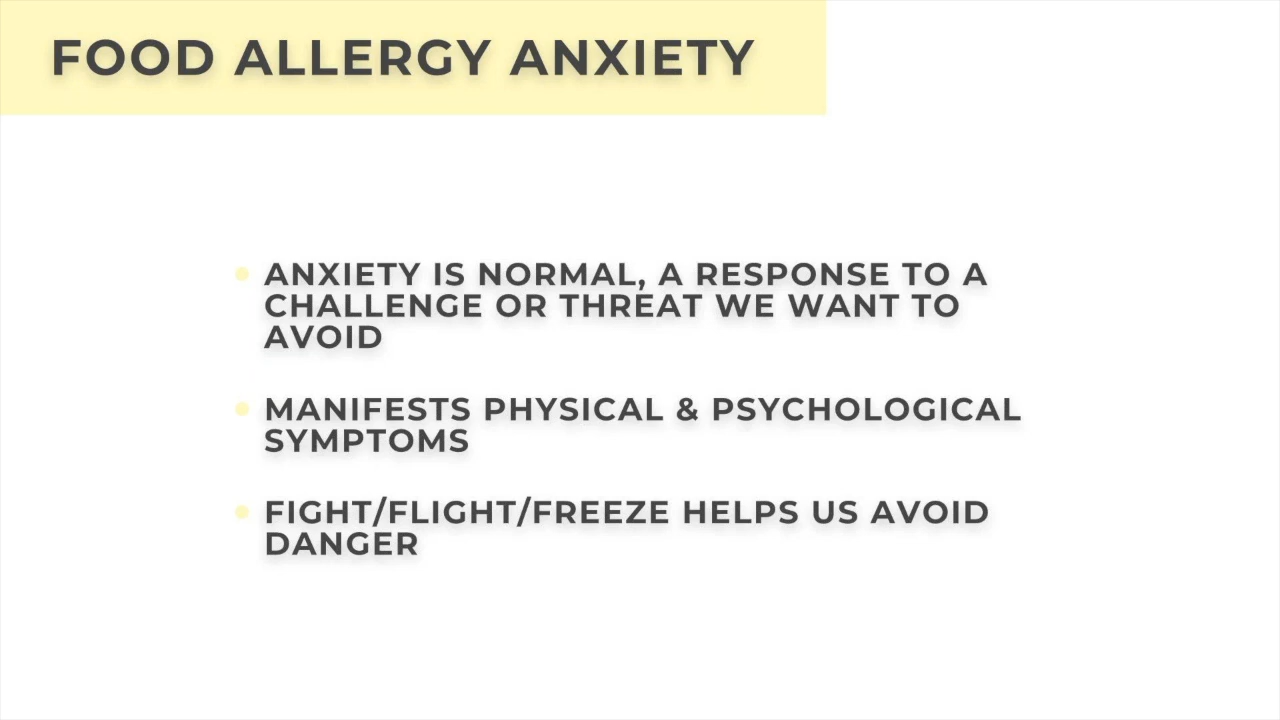 FOOD ALLERGY ANXIETY
ANXIETY IS NORMAL, A RESPONSE TO A
CHALLENGE OR THREAT WE WANT TO
AVOID
MANIFESTS PHYSICAL & PSYCHOLOGICAL
SYMPTOMS
FIGHT/FLIGHT/FREEZE HELPS US AVOID
DANGER